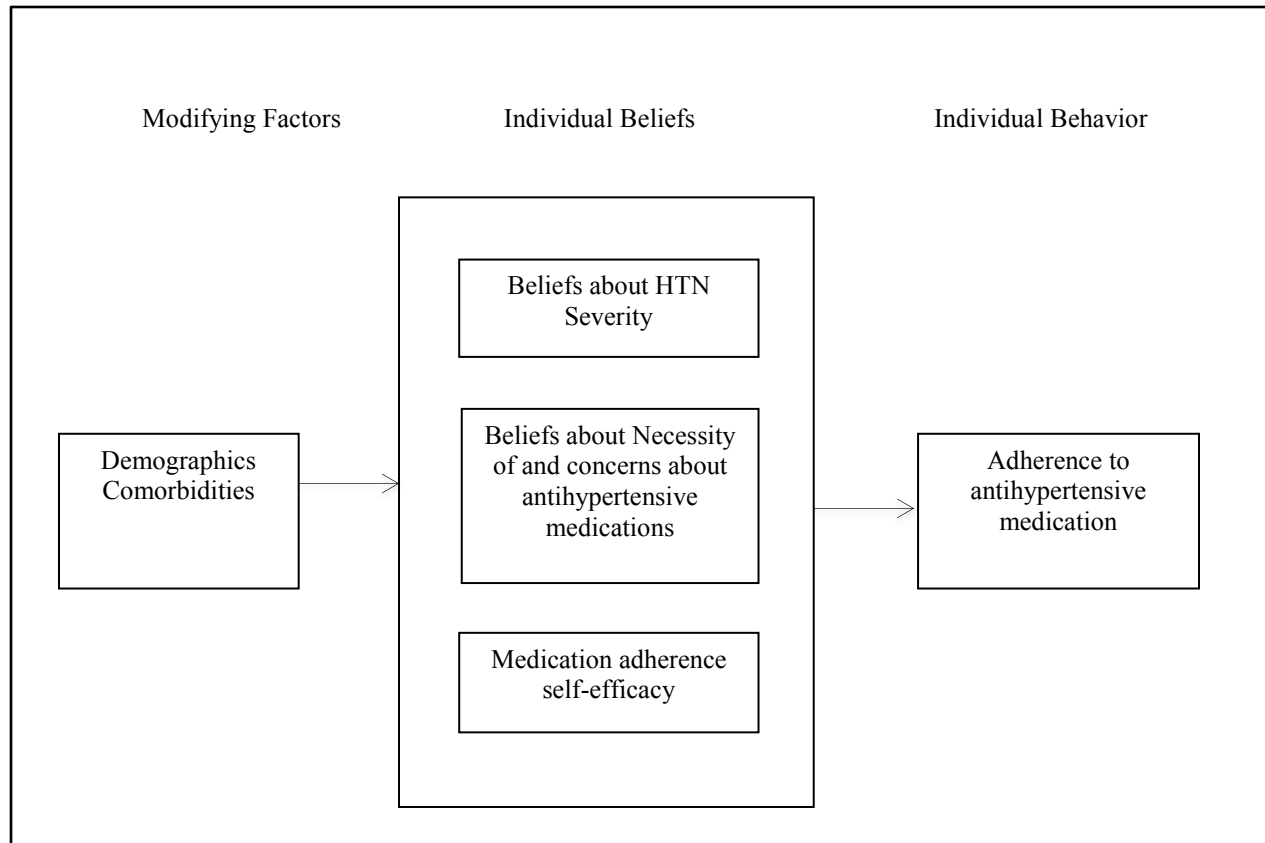 Modifying Factors
Individual Beliefs
Individual Behavior
Demographics
Comorbidities
Beliefs about HTN
Severity
Beliefs about Necessity
of and concerns about
antihypertensive
medications
Medication adherence
self-efficacy
Adherence to
antihypertensive
medication